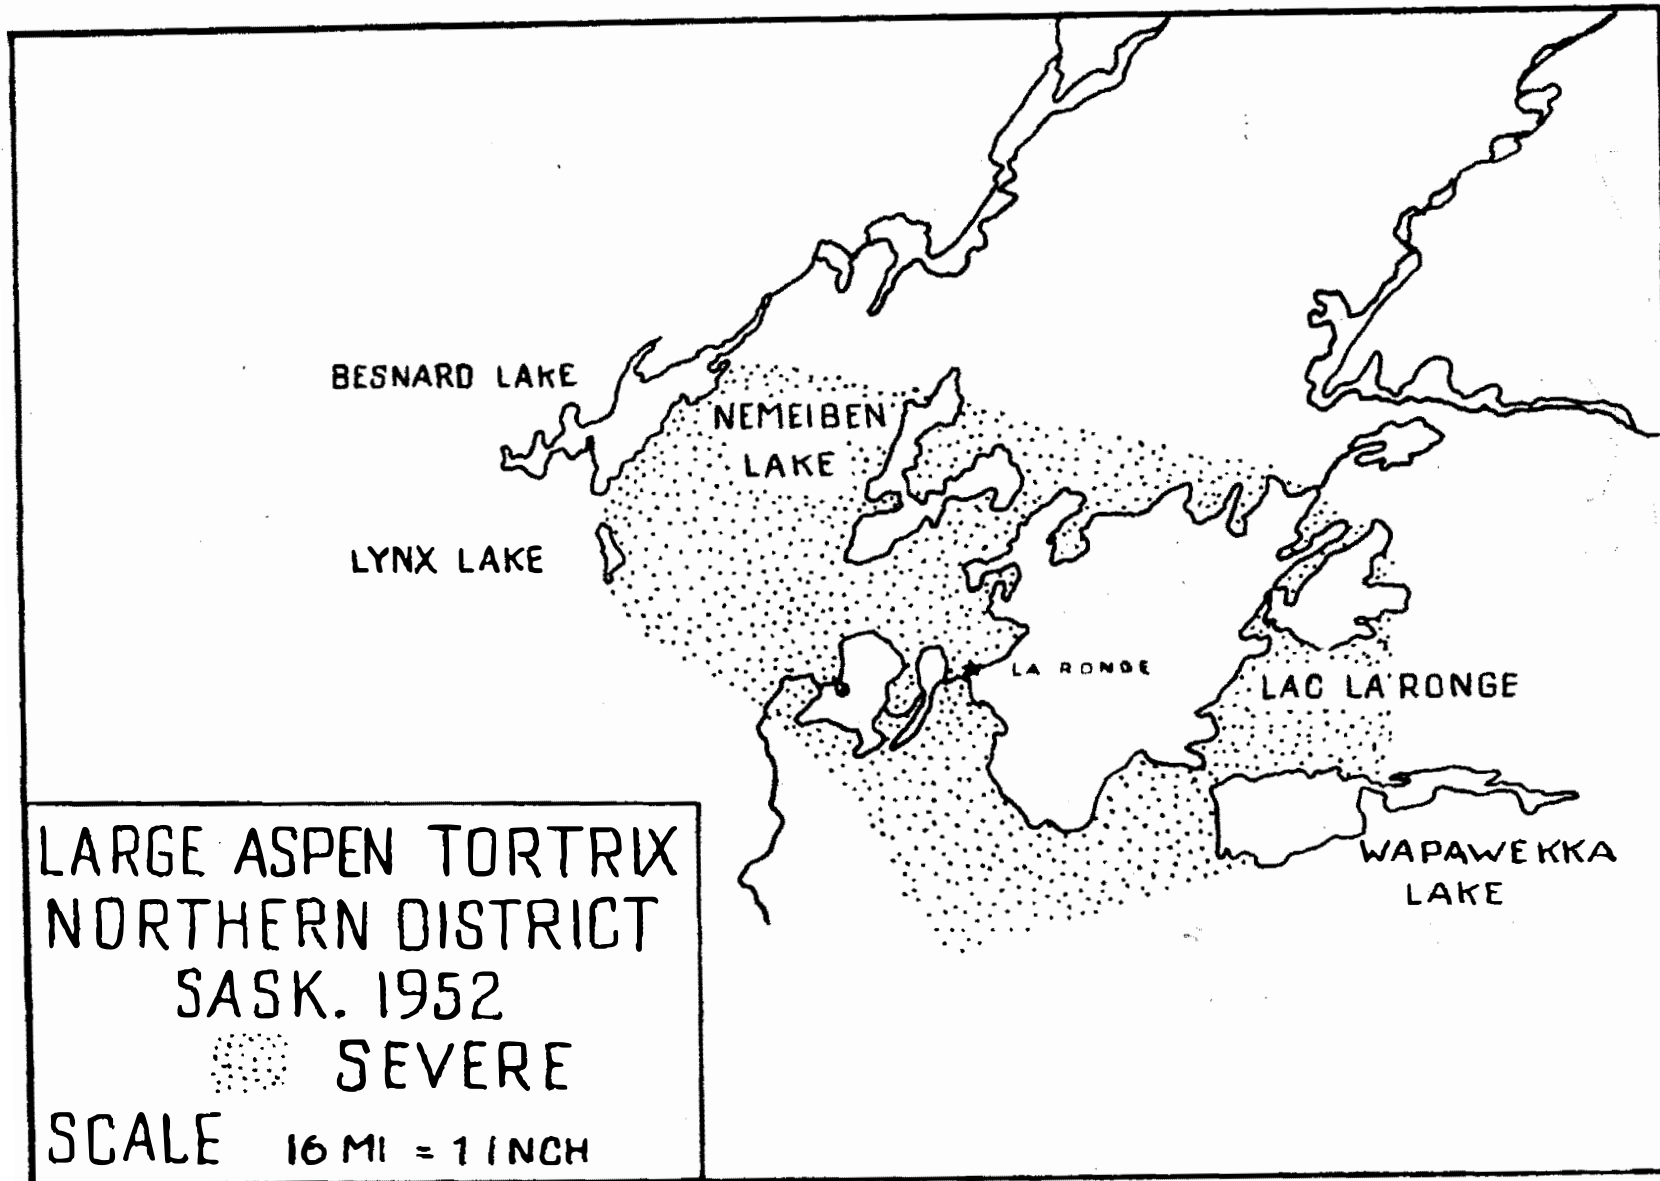 BESNARD LAKE
NEMEIBEN
LAKE
LYNX LAKE
LA RONGE
LAC LA RONGE
WAPAWEKKA
LAKE
LARGE ASPEN TORTRIX
NORTHERN DISTRICT
SASK. 1952
SEVERE
SCALE 16 MI = 1 INCH